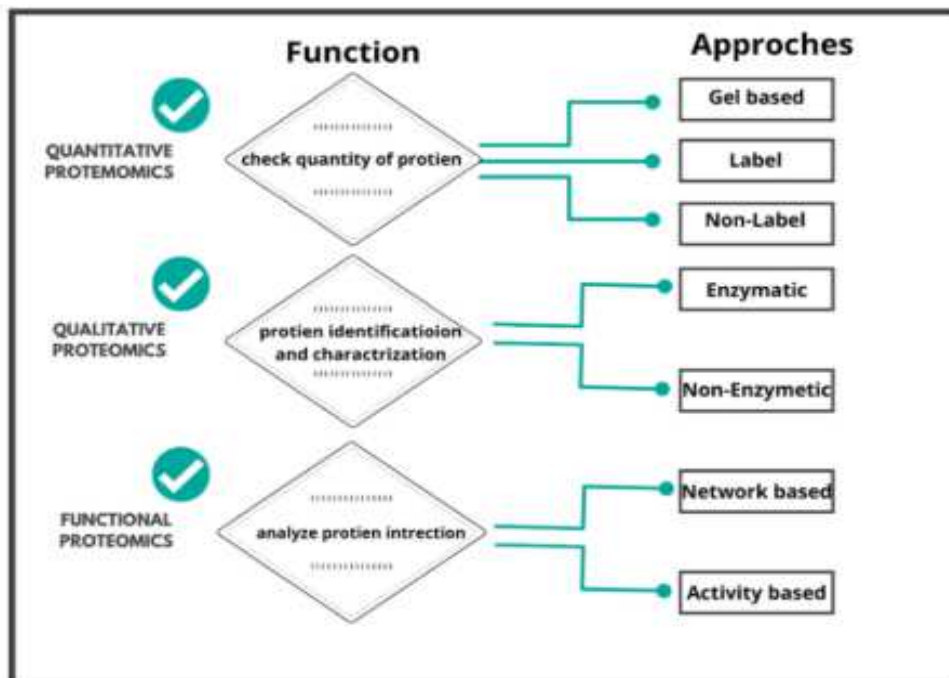 Function
Approches
QUANTITATIVE
PROTEMOMICS
check quantity of protien
Gel based
Label
Non-Label
QUALITATIVE
PROTEOMICS
protien identificatioion
and charactrization
Enzymatic
Non-Enzymetic
FUNCTIONAL
PROTEOMICS
analyze protien intrection
Network based
Activity based